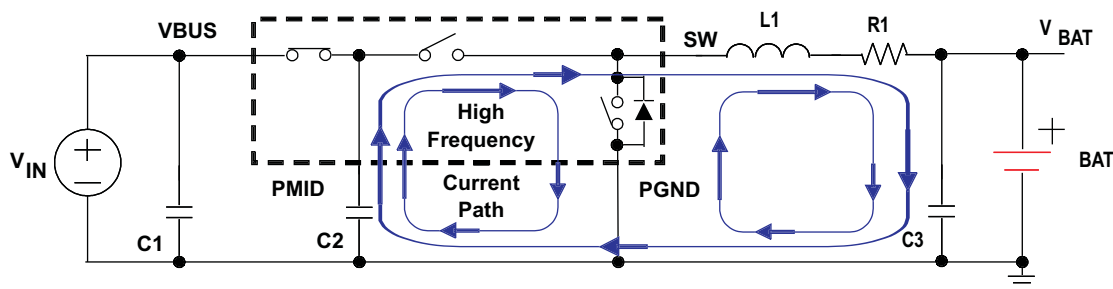 VBUS
SW
L1
R1
V BAT
High
Frequency
Current
Path
PMID
PGND
V IN
+
−
+
BAT
C1
C2
C3